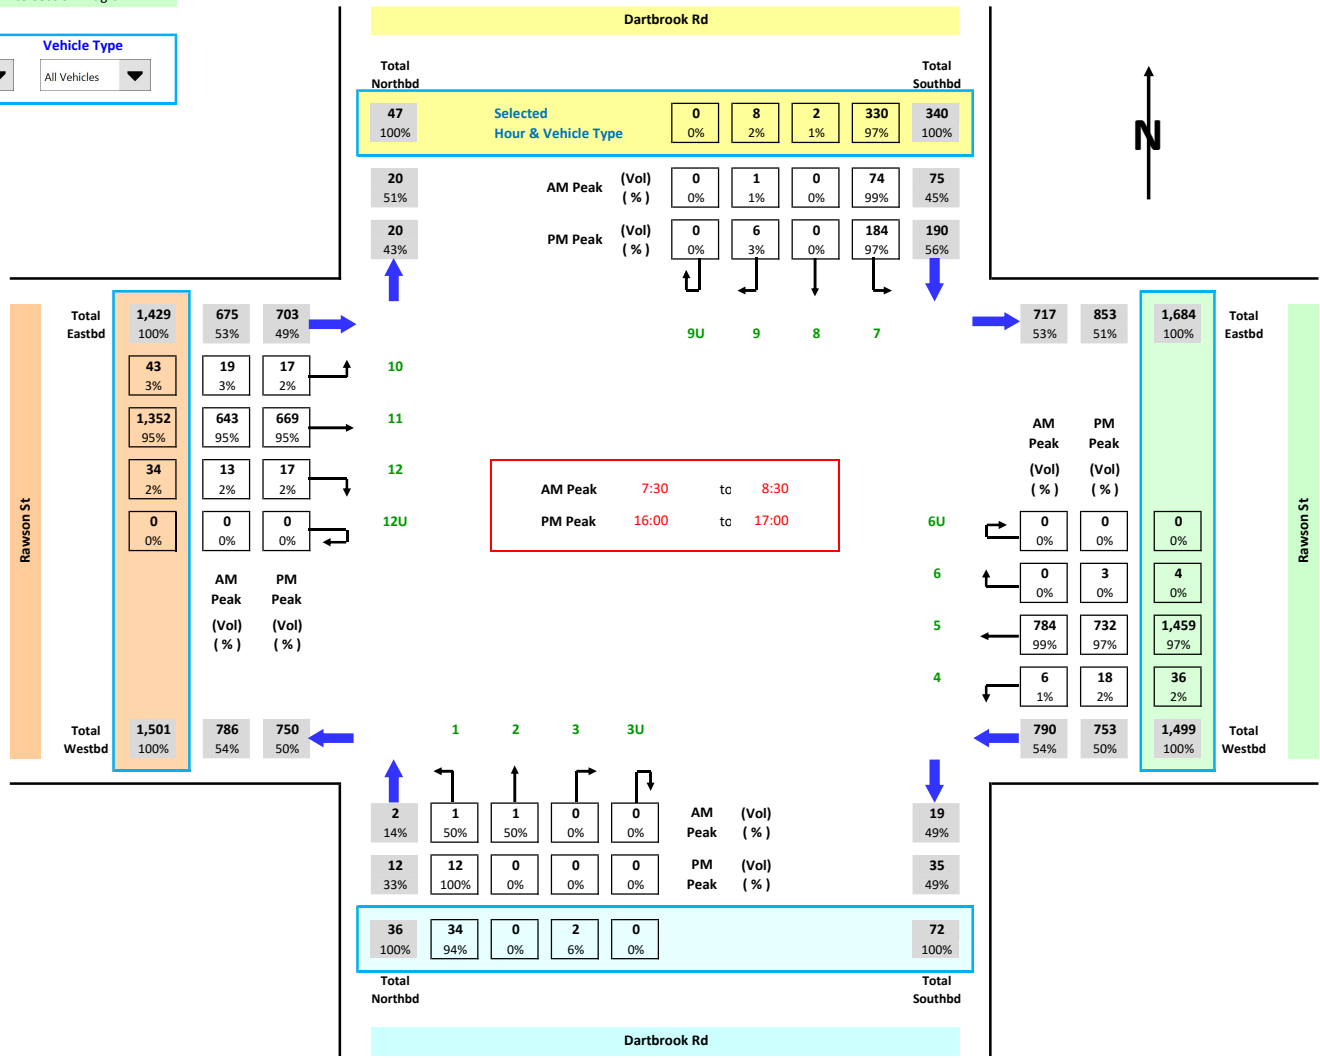 Dartbrook Rd
Vehicle Type
All Vehicles
Total Northbd
Total Southbd
47 100%
Selected Hour & Vehicle Type
0 0%
8 2%
2 1%
330 97%
340 100%
20 51%
AM Peak
(Vol) ( % )
0 0%
1 1%
0 0%
74 99%
75 45%
20 43%
PM Peak
(Vol) ( % )
0 0%
6 3%
0 0%
184 97%
190 56%
N
9U 9 8 7
Rawson St
Total Eastbd
1,429 100%
675 53%
703 49%
43 3%
19 3%
17 2%
10
1,352 95%
643 95%
669 95%
11
34 2%
13 2%
17 2%
12
0 0%
0 0%
0 0%
12U
AM Peak (Vol) ( % )
PM Peak (Vol) ( % )
Total Westbd
1,501 100%
786 54%
750 50%
AM Peak 7:30 to 8:30
PM Peak 16:00 to 17:00
717 53%
853 51%
1,684 100%
Total Eastbd
AM Peak (Vol) ( % )
PM Peak (Vol) ( % )
6U
0 0%
0 0%
0 0%
6
0 0%
3 0%
4 0%
5
784 99%
732 97%
1,459 97%
4
6 1%
18 2%
36 2%
790 54%
753 50%
1,499 100%
Total Westbd
Rawson St
1 2 3 3U
2 14%
1 50%
1 50%
0 0%
0 0%
AM Peak
(Vol) ( % )
19 49%
12 33%
12 100%
0 0%
0 0%
0 0%
PM Peak
(Vol) ( % )
35 49%
36 100%
34 94%
0 0%
2 6%
0 0%
72 100%
Total Northbd
Total Southbd
Dartbrook Rd